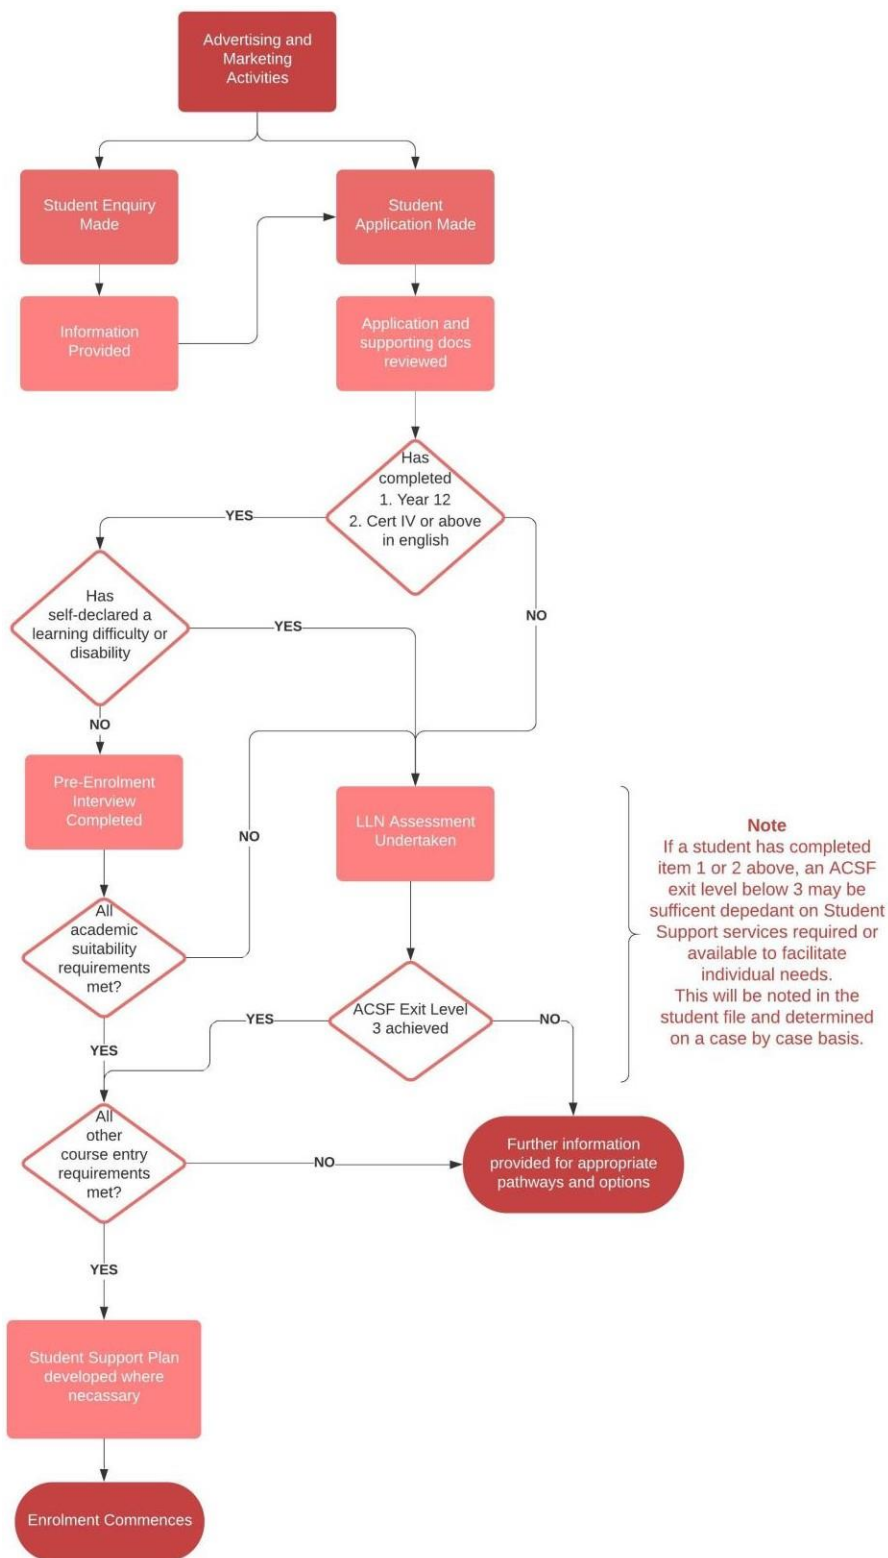 Advertising and
Marketing
Activities
Student Enquiry
Made
Student
Application Made
Information
Provided
Application and
supporting docs
reviewed
Has
completed
1. Year 12
2. Cert IV or above
in english
YES
NO
Has
self-declared a
learning difficulty or
disability
YES
NO
Pre-Enrolment
Interview
Completed
NO
LLN Assessment
Undertaken
Note
If a student has completed
item 1 or 2 above, an ACSF
exit level below 3 may be
sufficent depedant on Student
Support services required or
available to facilitate
individual needs.
This will be noted in the
student file and determined
on a case by case basis.
All
academic
suitability
requirements
met?
YES
ACSF Exit Level
3 achieved
YES
NO
All
other
course entry
requirements
met?
NO
Further information
provided for appropriate
pathways and options
YES
Student Support Plan
developed where
necassary
Enrolment Commences